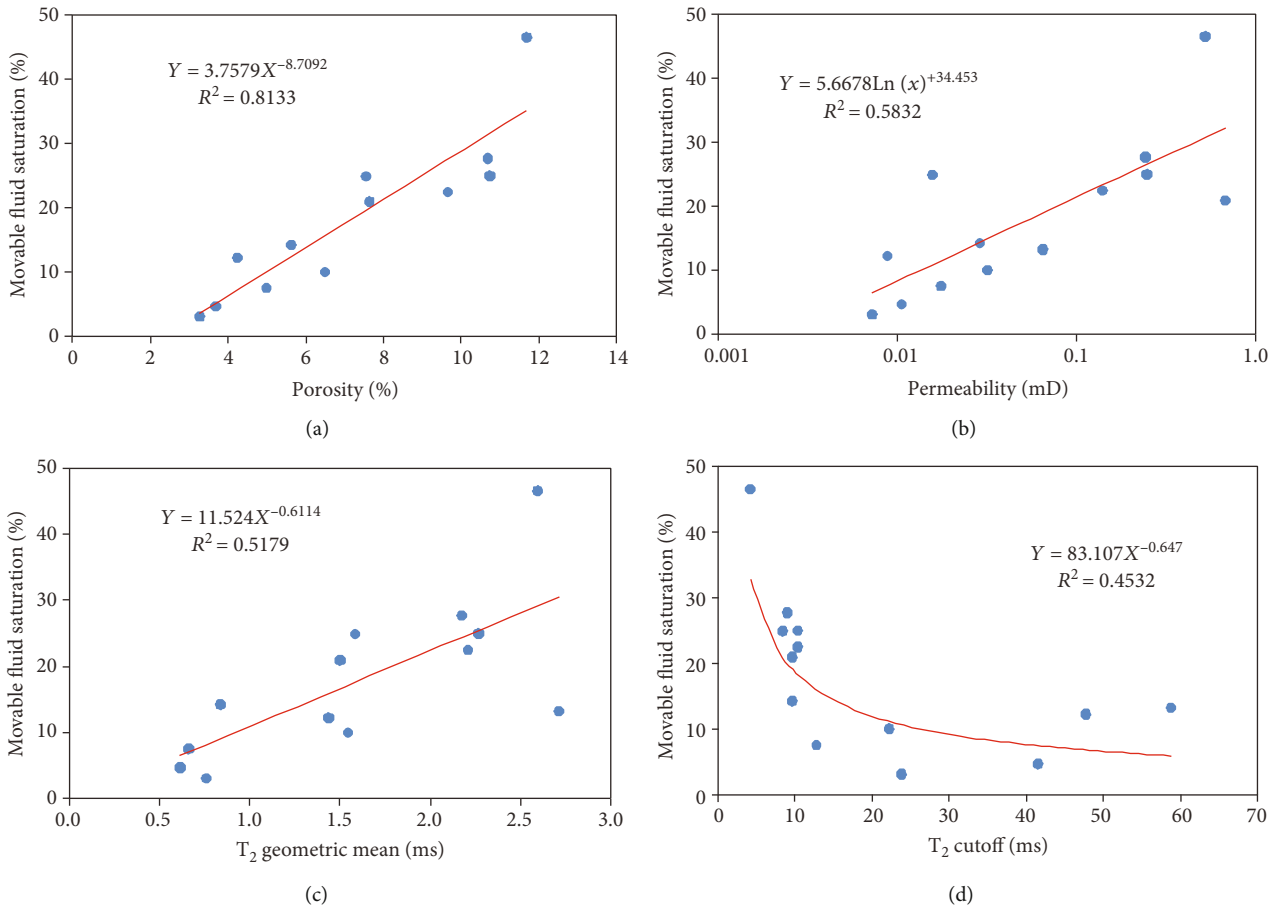 50
40
30
20
10
0
Movable fluid saturation (%)
Y = 3.7579X^–8.7092
R² = 0.8133
0 2 4 6 8 10 12 14
Porosity (%)
(a)
50
40
30
20
10
0
Movable fluid saturation (%)
Y = 5.6678Ln (x)^+34.453
R² = 0.5832
0.001 0.01 0.1 1.0
Permeability (mD)
(b)
50
40
30
20
10
0
Movable fluid saturation (%)
Y = 11.524X^–0.6114
R² = 0.5179
0.0 0.5 1.0 1.5 2.0 2.5 3.0
T₂ geometric mean (ms)
(c)
50
40
30
20
10
0
Movable fluid saturation (%)
Y = 83.107X^–0.647
R² = 0.4532
0 10 20 30 40 50 60 70
T₂ cutoff (ms)
(d)